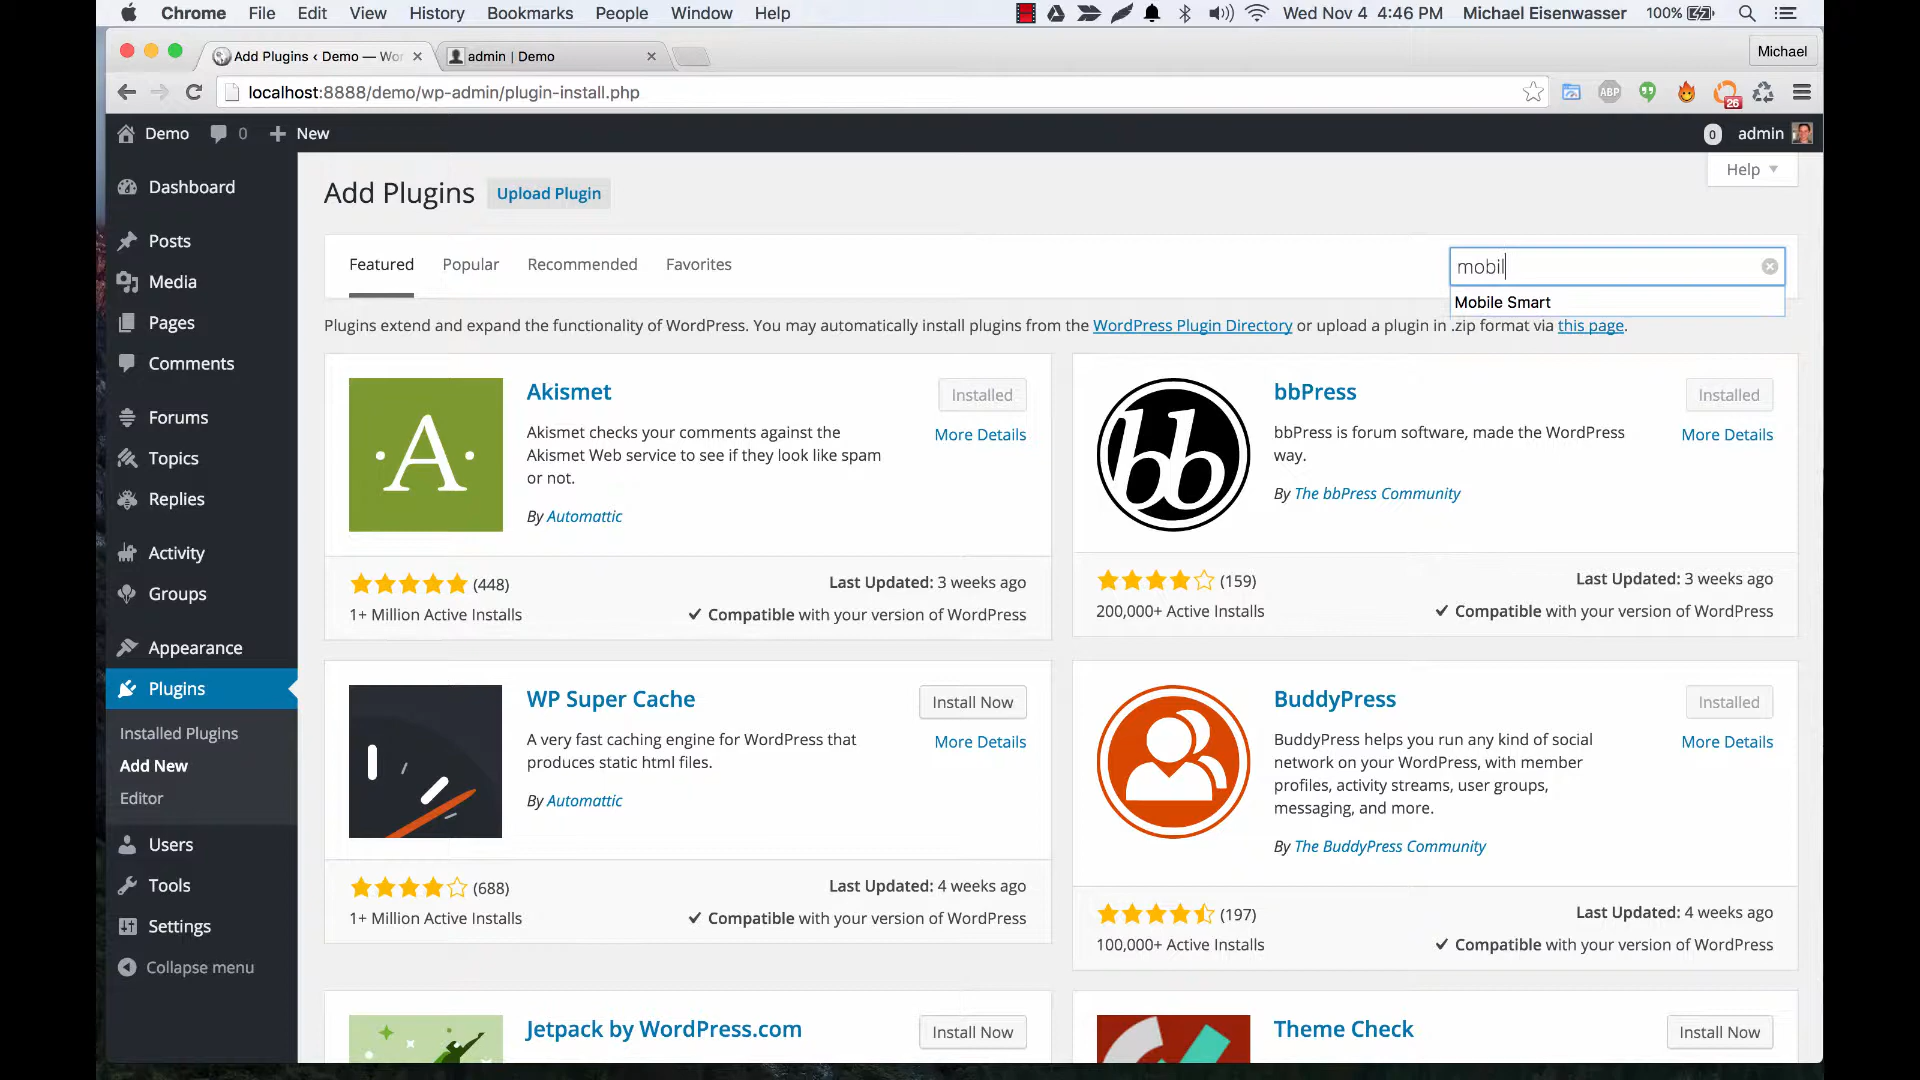 Chrome File Edit View History Bookmarks People Window Help Wed Nov 4 4:46 PM Michael Eisenwasser 100%
Add Plugins ‹ Demo — Wor admin | Demo Michael
localhost:8888/demo/wp-admin/plugin-install.php ABP 26
Demo 0 New 0 admin
Help
Dashboard
Posts
Media
Pages
Comments
Forums
Topics
Replies
Activity
Groups
Appearance
Plugins
Installed Plugins
Add New
Editor
Users
Tools
Settings
Collapse menu
Add Plugins Upload Plugin
Featured Popular Recommended Favorites mobil
Mobile Smart
Plugins extend and expand the functionality of WordPress. You may automatically install plugins from the WordPress Plugin Directory or upload a plugin in .zip format via this page.
A
Akismet
Installed
More Details
Akismet checks your comments against the
Akismet Web service to see if they look like spam
or not.
By Automattic
(448)
Last Updated: 3 weeks ago
1+ Million Active Installs
Compatible with your version of WordPress
bb
bbPress
Installed
More Details
bbPress is forum software, made the WordPress
way.
By The bbPress Community
(159)
Last Updated: 3 weeks ago
200,000+ Active Installs
Compatible with your version of WordPress
WP Super Cache
Install Now
More Details
A very fast caching engine for WordPress that
produces static html files.
By Automattic
(688)
Last Updated: 4 weeks ago
1+ Million Active Installs
Compatible with your version of WordPress
BuddyPress
Installed
More Details
BuddyPress helps you run any kind of social
network on your WordPress, with member
profiles, activity streams, user groups,
messaging, and more.
By The BuddyPress Community
(197)
Last Updated: 4 weeks ago
100,000+ Active Installs
Compatible with your version of WordPress
Jetpack by WordPress.com
Install Now
Theme Check
Install Now